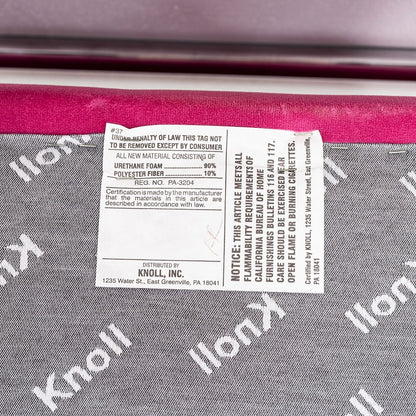 #37
UNDER PENALTY OF LAW THIS TAG NOT
TO BE REMOVED EXCEPT BY CONSUMER
ALL NEW MATERIAL CONSISTING OF
URETHANE FOAM 90%
POLYESTER FIBER 10%
REG. NO. PA-3204
Certification is made by the manufacturer
that the materials in this article are
described in accordance with law.
DISTRIBUTED BY
KNOLL, INC.
1235 Water St., East Greenville, PA 18041
NOTICE: THIS ARTICLE MEETS ALL
FLAMMABILITY REQUIREMENTS OF
CALIFORNIA BUREAU OF HOME
FURNISHINGS BULLETINS 116 AND 117.
CARE SHOULD BE EXERCISED NEAR
OPEN FLAME OR BURNING CIGARETTES.
Certified by KNOLL, 1235 Water Street, East Greenville,
PA 18041
Knoll
Knoll
Knoll
Knoll
Knoll
Knoll
Knoll